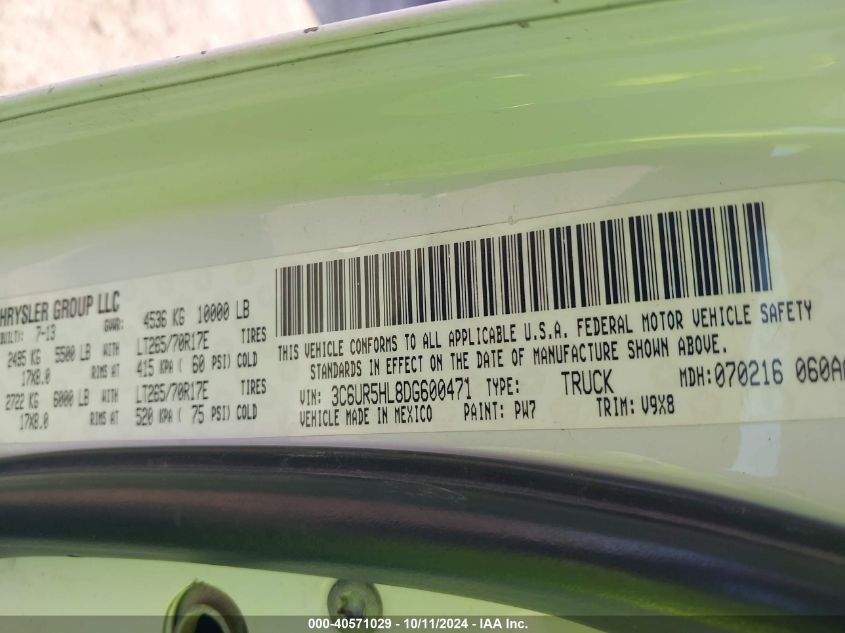 HRYSLER GROUP LLC
BUILT: 7-13 GVWR: 4536 KG 10000 LB
2495 KG 5500 LB WITH LT265/70R17E TIRES
17X8.0 RIMS AT 415 KPA ( 60 PSI) COLD
2722 KG 6000 LB WITH LT265/70R17E TIRES
17X8.0 RIMS AT 520 KPA ( 75 PSI) COLD
THIS VEHICLE CONFORMS TO ALL APPLICABLE U.S.A. FEDERAL MOTOR VEHICLE SAFETY
STANDARDS IN EFFECT ON THE DATE OF MANUFACTURE SHOWN ABOVE.
VIN: 3C6UR5HL8DG600471 TYPE: TRUCK MDH: 070216 060A
VEHICLE MADE IN MEXICO PAINT: PW7 TRIM: V9X8
000-40571029 - 10/11/2024 - IAA Inc.